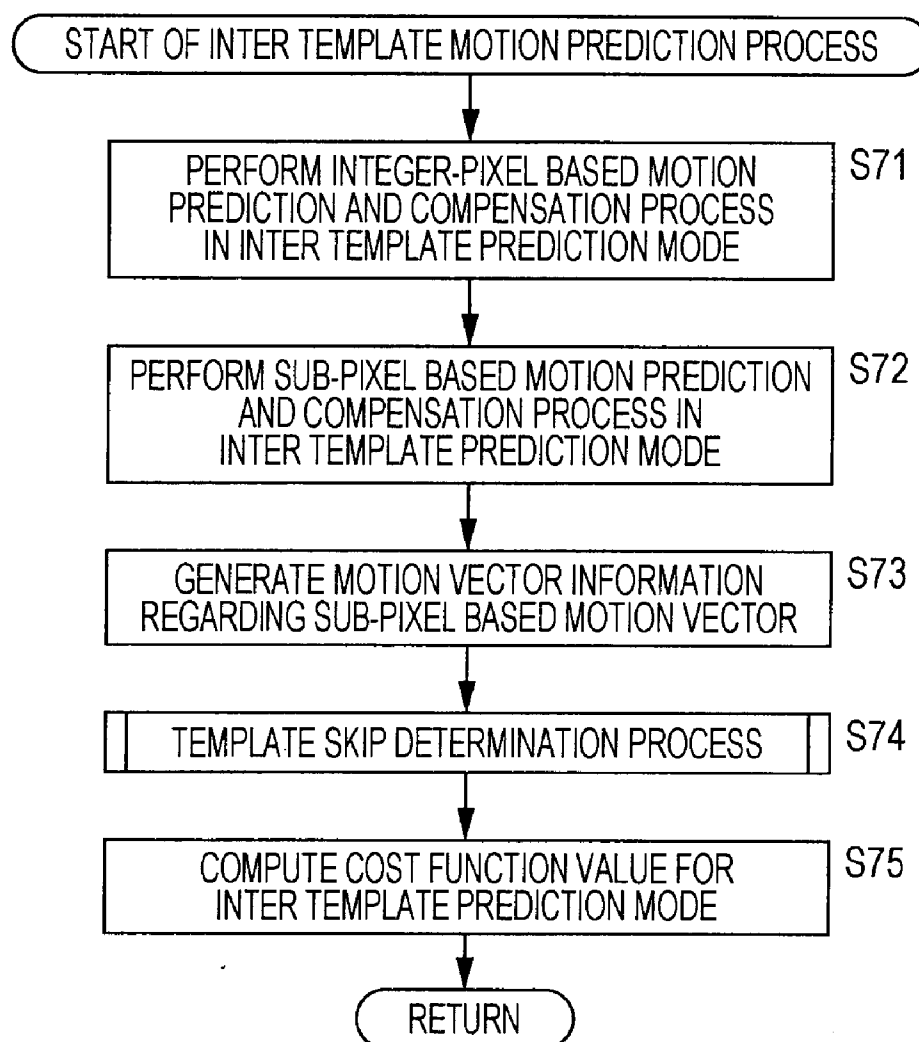 START OF INTER TEMPLATE MOTION PREDICTION PROCESS
PERFORM INTEGER-PIXEL BASED MOTION
PREDICTION AND COMPENSATION PROCESS
IN INTER TEMPLATE PREDICTION MODE
S71
PERFORM SUB-PIXEL BASED MOTION PREDICTION
AND COMPENSATION PROCESS IN
INTER TEMPLATE PREDICTION MODE
S72
GENERATE MOTION VECTOR INFORMATION
REGARDING SUB-PIXEL BASED MOTION VECTOR
S73
TEMPLATE SKIP DETERMINATION PROCESS
S74
COMPUTE COST FUNCTION VALUE FOR
INTER TEMPLATE PREDICTION MODE
S75
RETURN